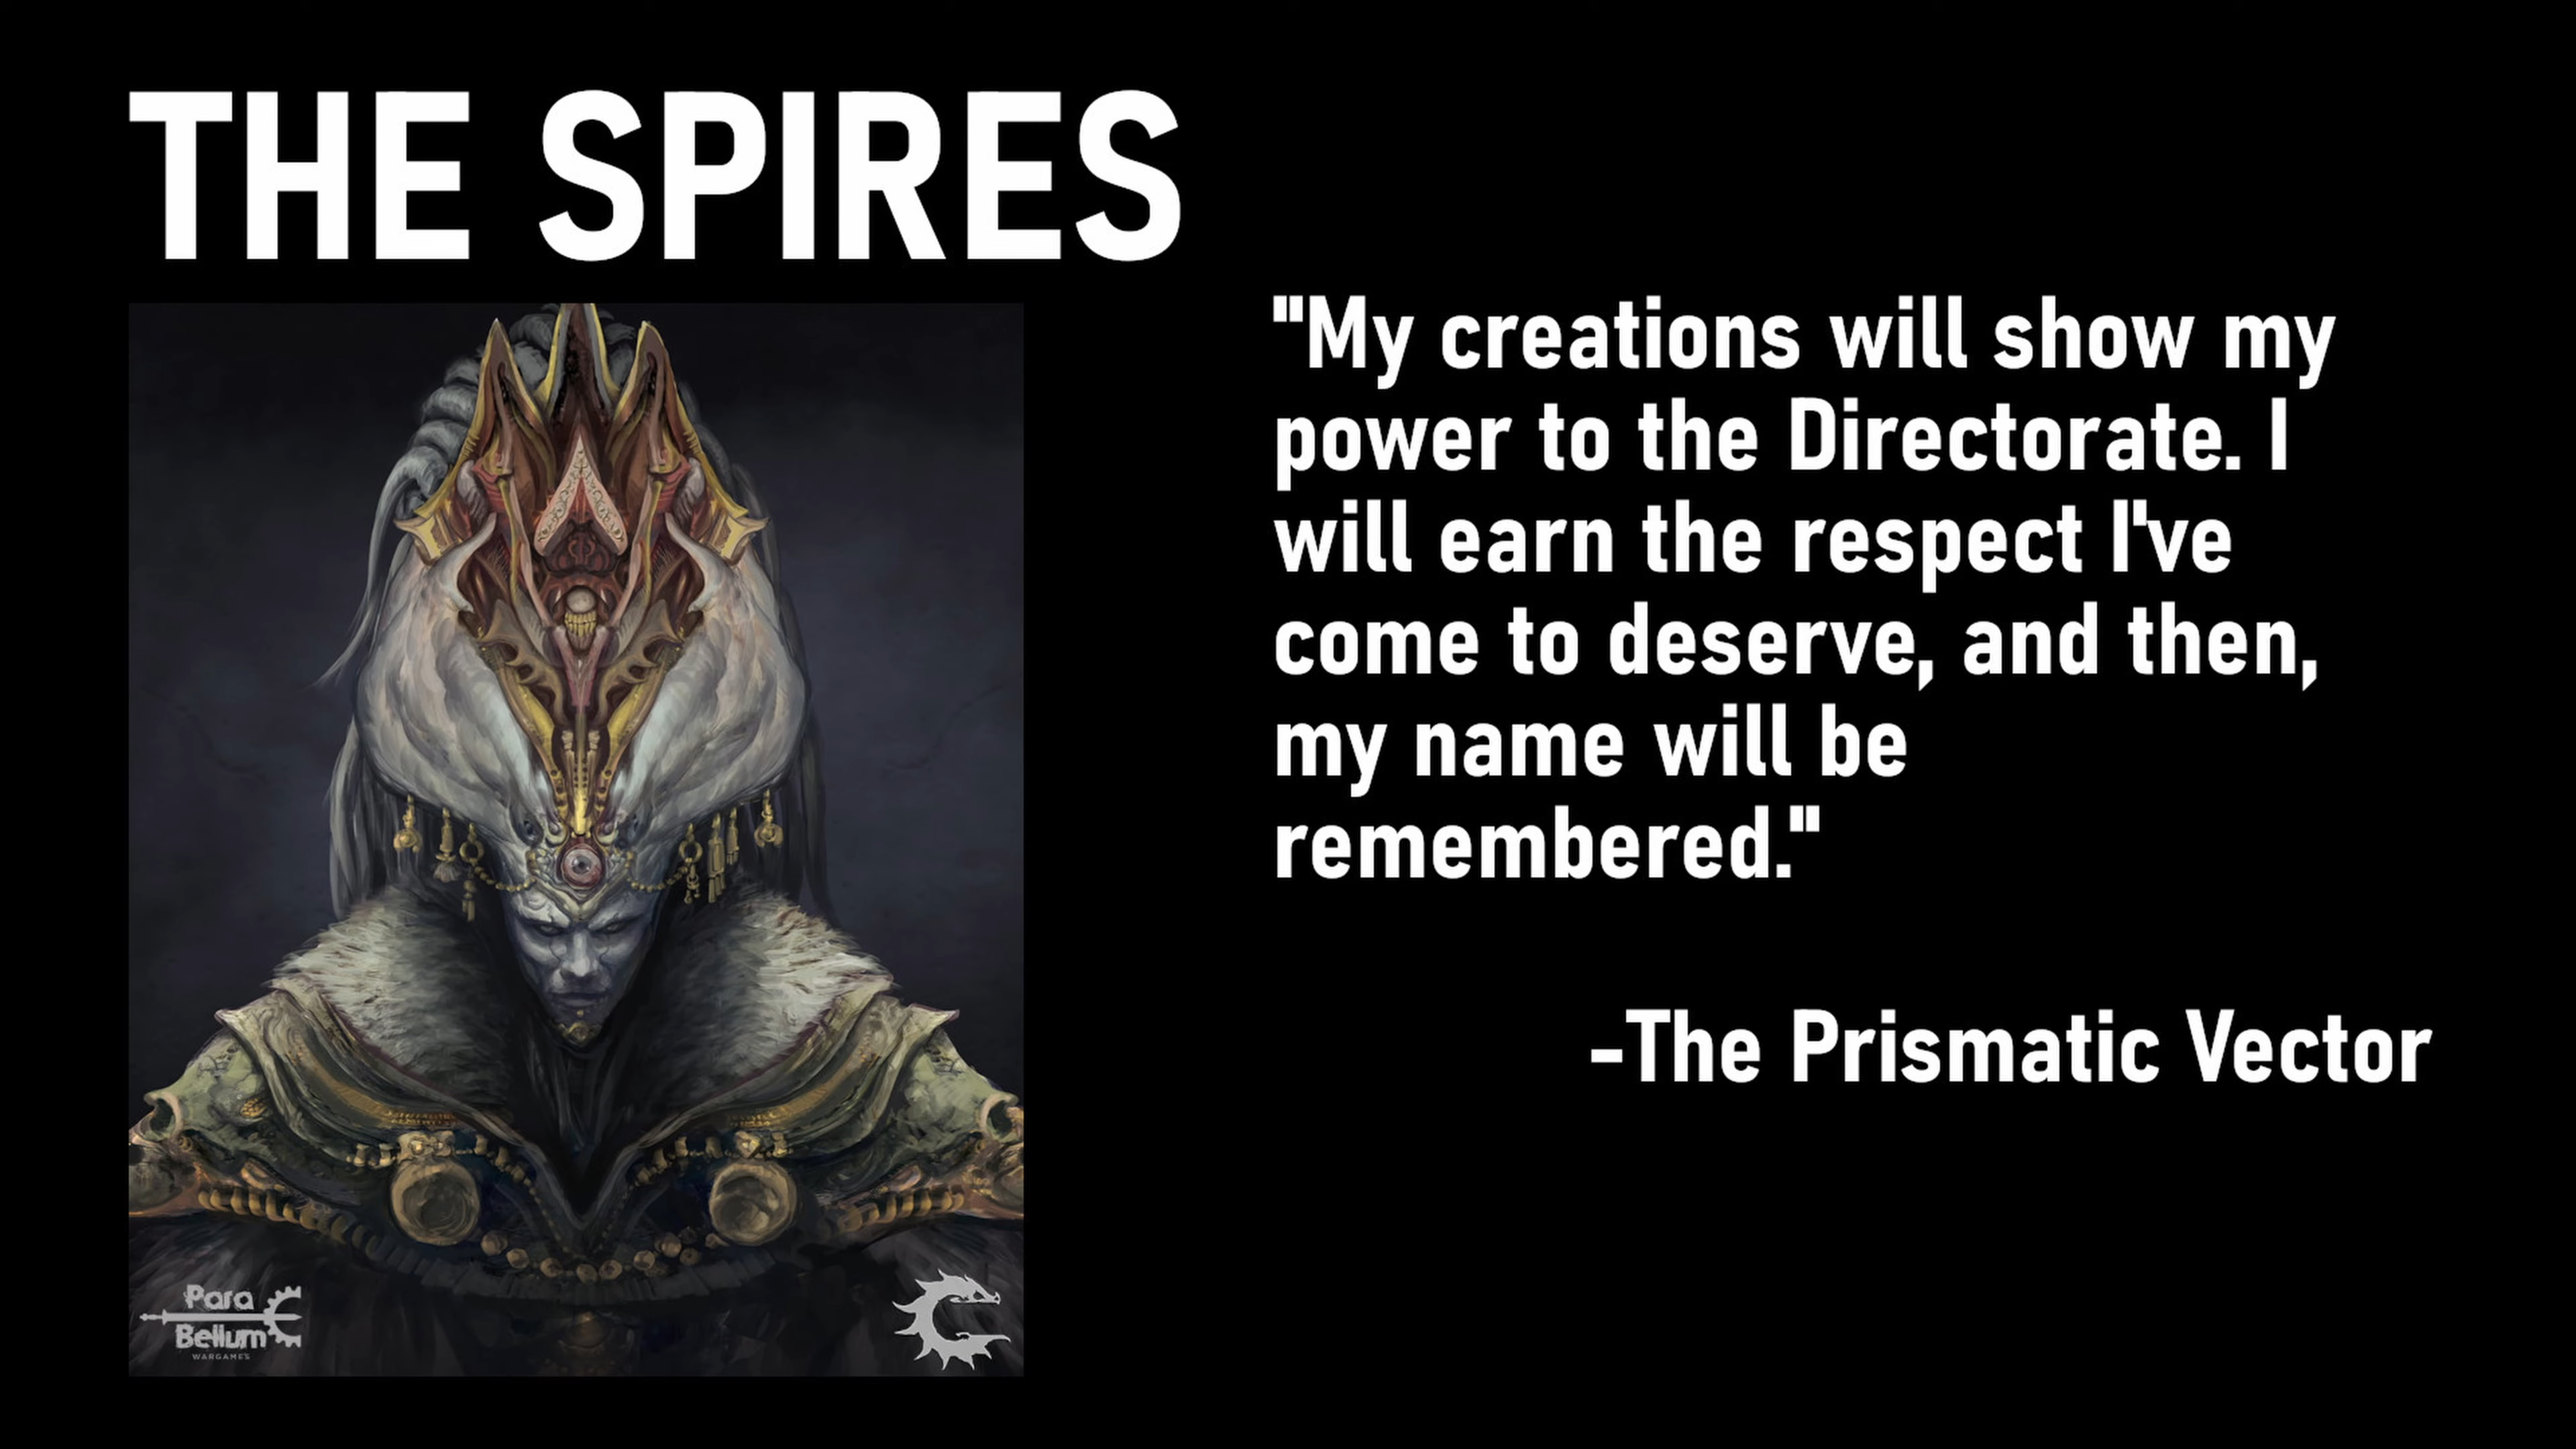 THE SPIRES
"My creations will show my
power to the Directorate. I
will earn the respect I've
come to deserve, and then,
my name will be
remembered."
-The Prismatic Vector
Para
Bellum
WARGAMES